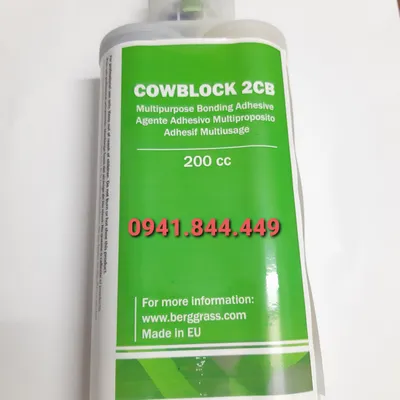 COWBLOCK 2CB
Multipurpose Bonding Adhesive
Agente Adhesivo Multiproposito
Adhesif Multiusage
200 cc
0941.844.449
For more information:
www.berggrass.com
Made in EU